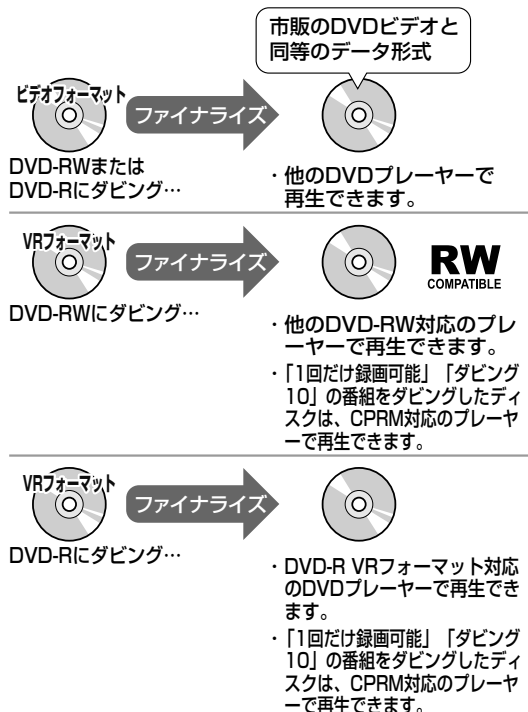 市販のDVDビデオと
同等のデータ形式
ビデオフォーマット
ファイナライズ
DVD-RWまたは
DVD-Rにダビング…
・他のDVDプレーヤーで
再生できます。
VRフォーマット
ファイナライズ
RW
COMPATIBLE
DVD-RWにダビング…
・他のDVD-RW対応のプレ
ーヤーで再生できます。
・「1回だけ録画可能」「ダビング
10」の番組をダビングしたディ
スクは、CPRM対応のプレーヤ
ーで再生できます。
VRフォーマット
ファイナライズ
DVD-Rにダビング…
・DVD-R VRフォーマット対応
のDVDプレーヤーで再生でき
ます。
・「1回だけ録画可能」「ダビング
10」の番組をダビングしたディ
スクは、CPRM対応のプレーヤ
ーで再生できます。